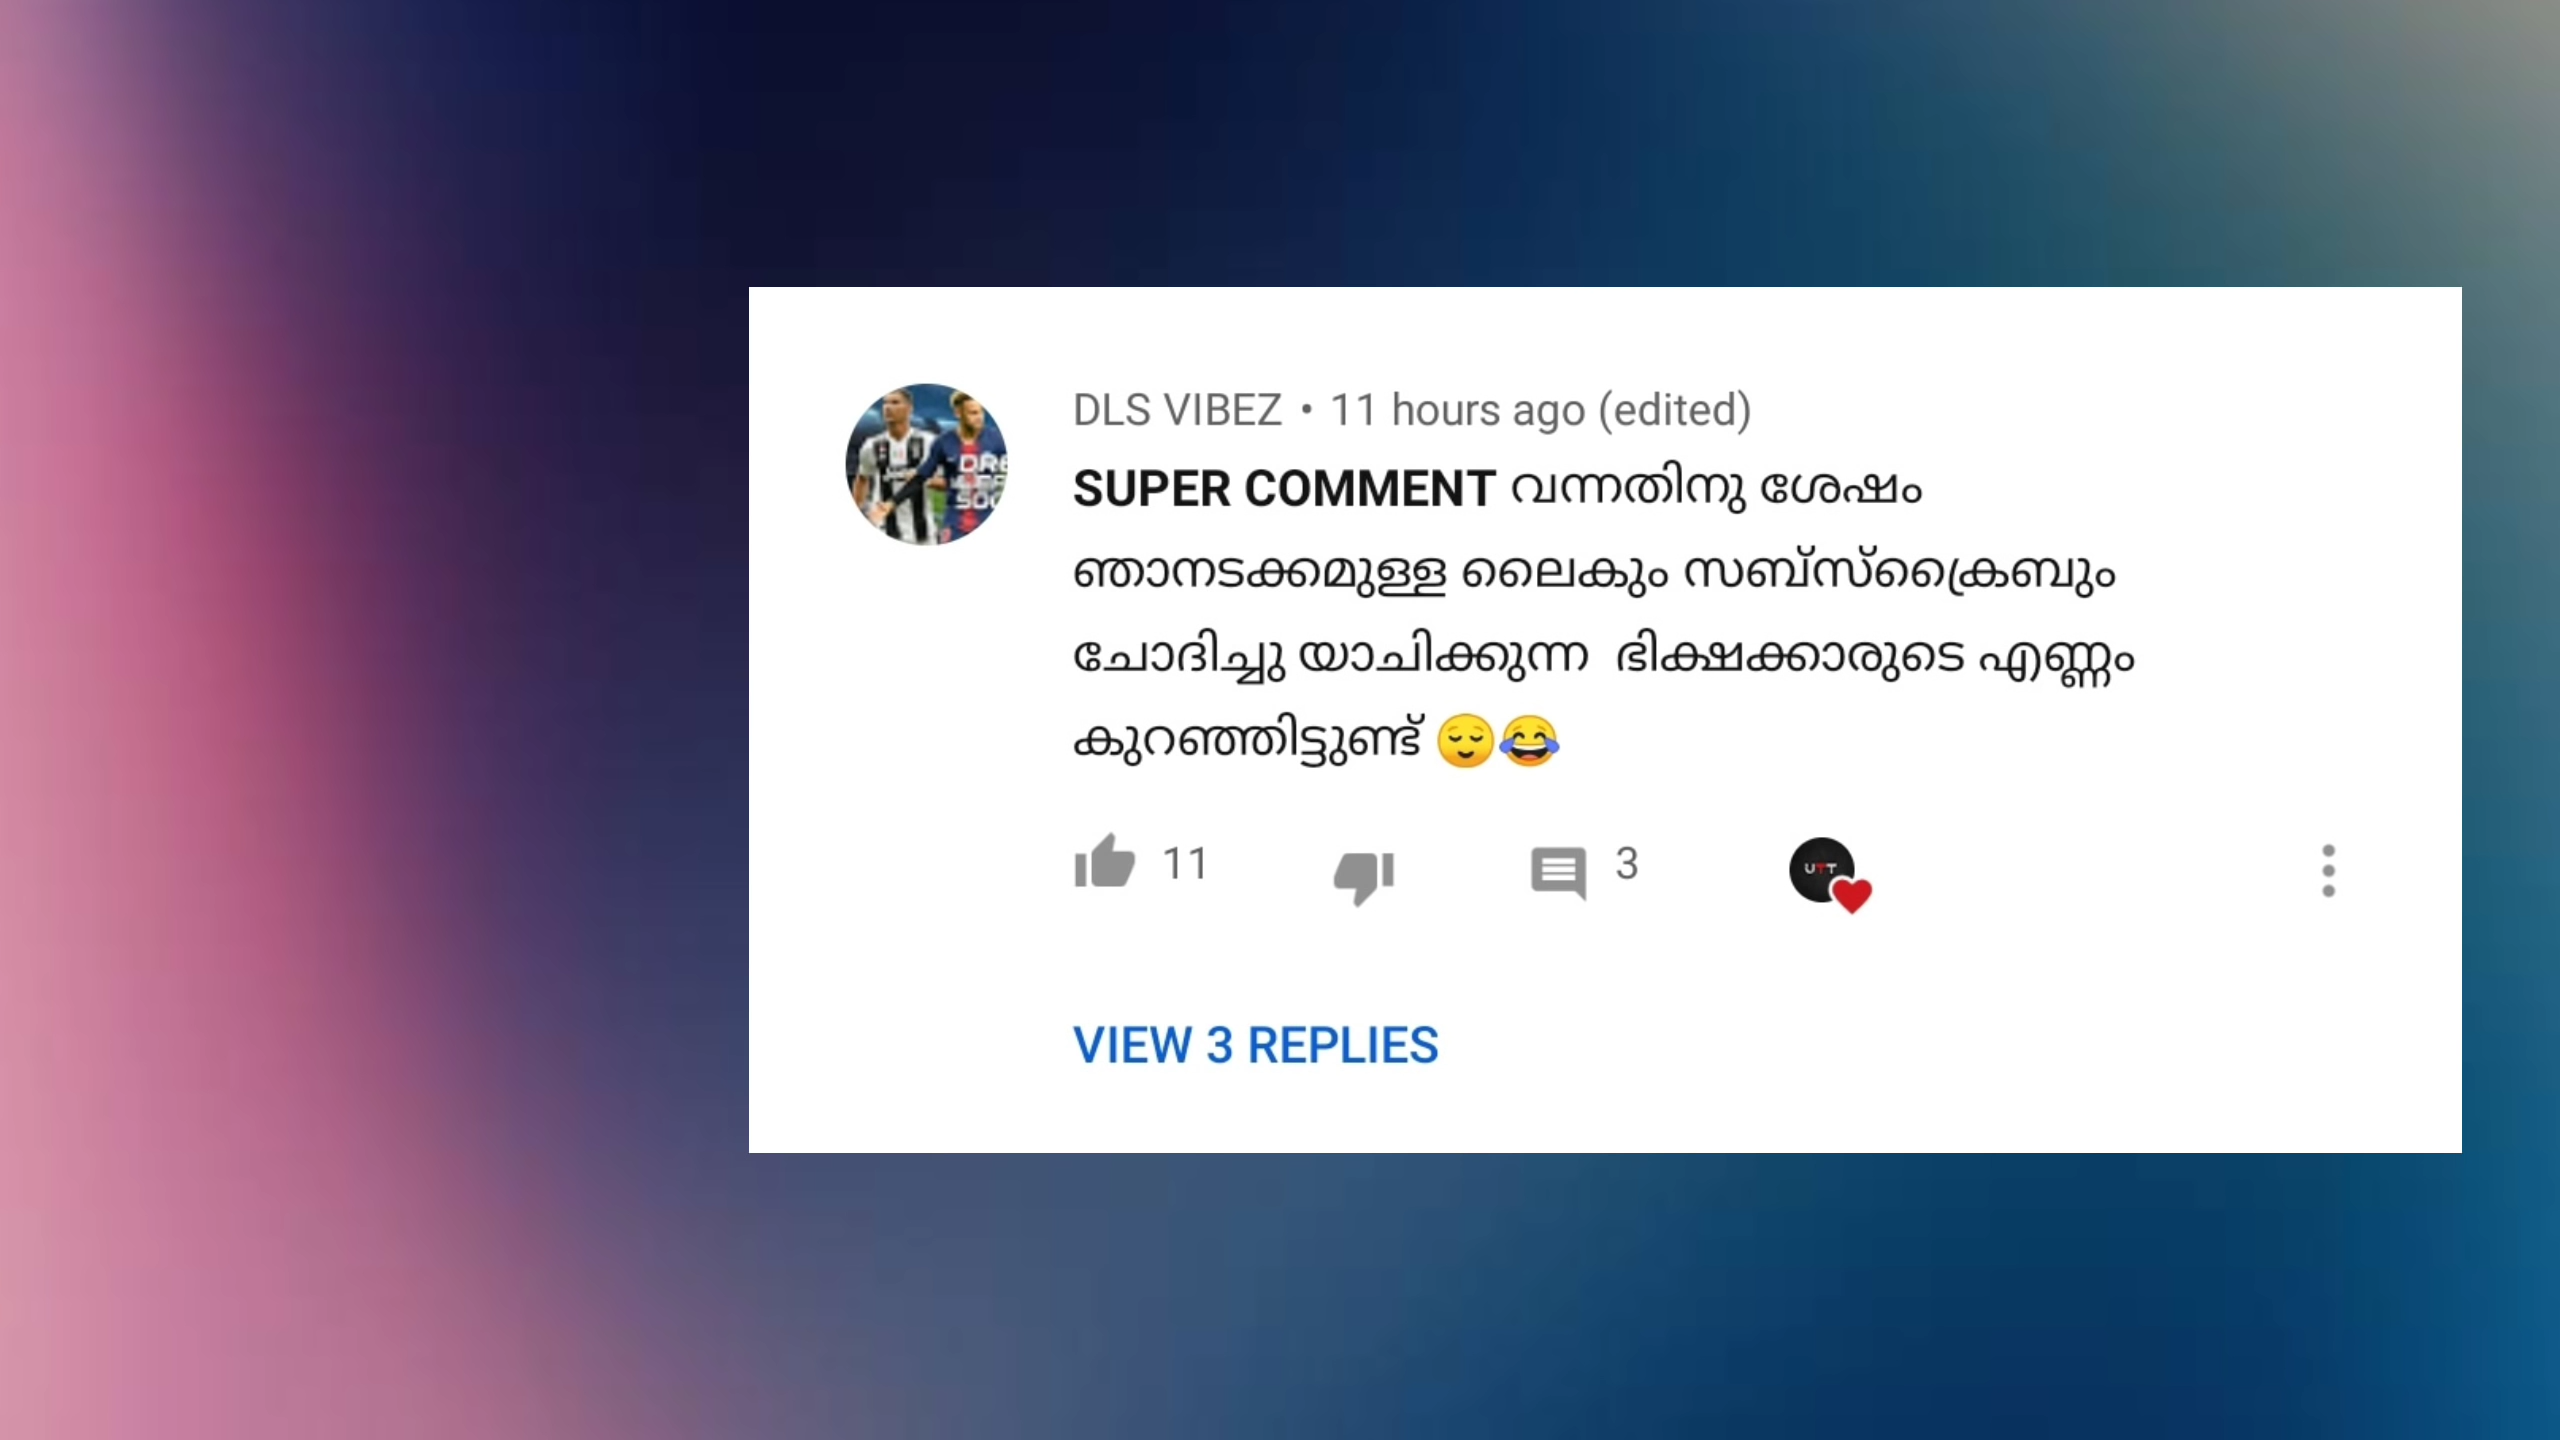 DLS VIBEZ • 11 hours ago (edited)
SUPER COMMENT വന്നതിനു ശേഷം
ഞാനടക്കമുള്ള ലൈകും സബ്സ്ക്രൈബും
ചോദിച്ചു യാചിക്കുന്ന ഭിക്ഷക്കാരുടെ എണ്ണം
കുറഞ്ഞിട്ടുണ്ട് 😌😂
11 3 UTT
VIEW 3 REPLIES